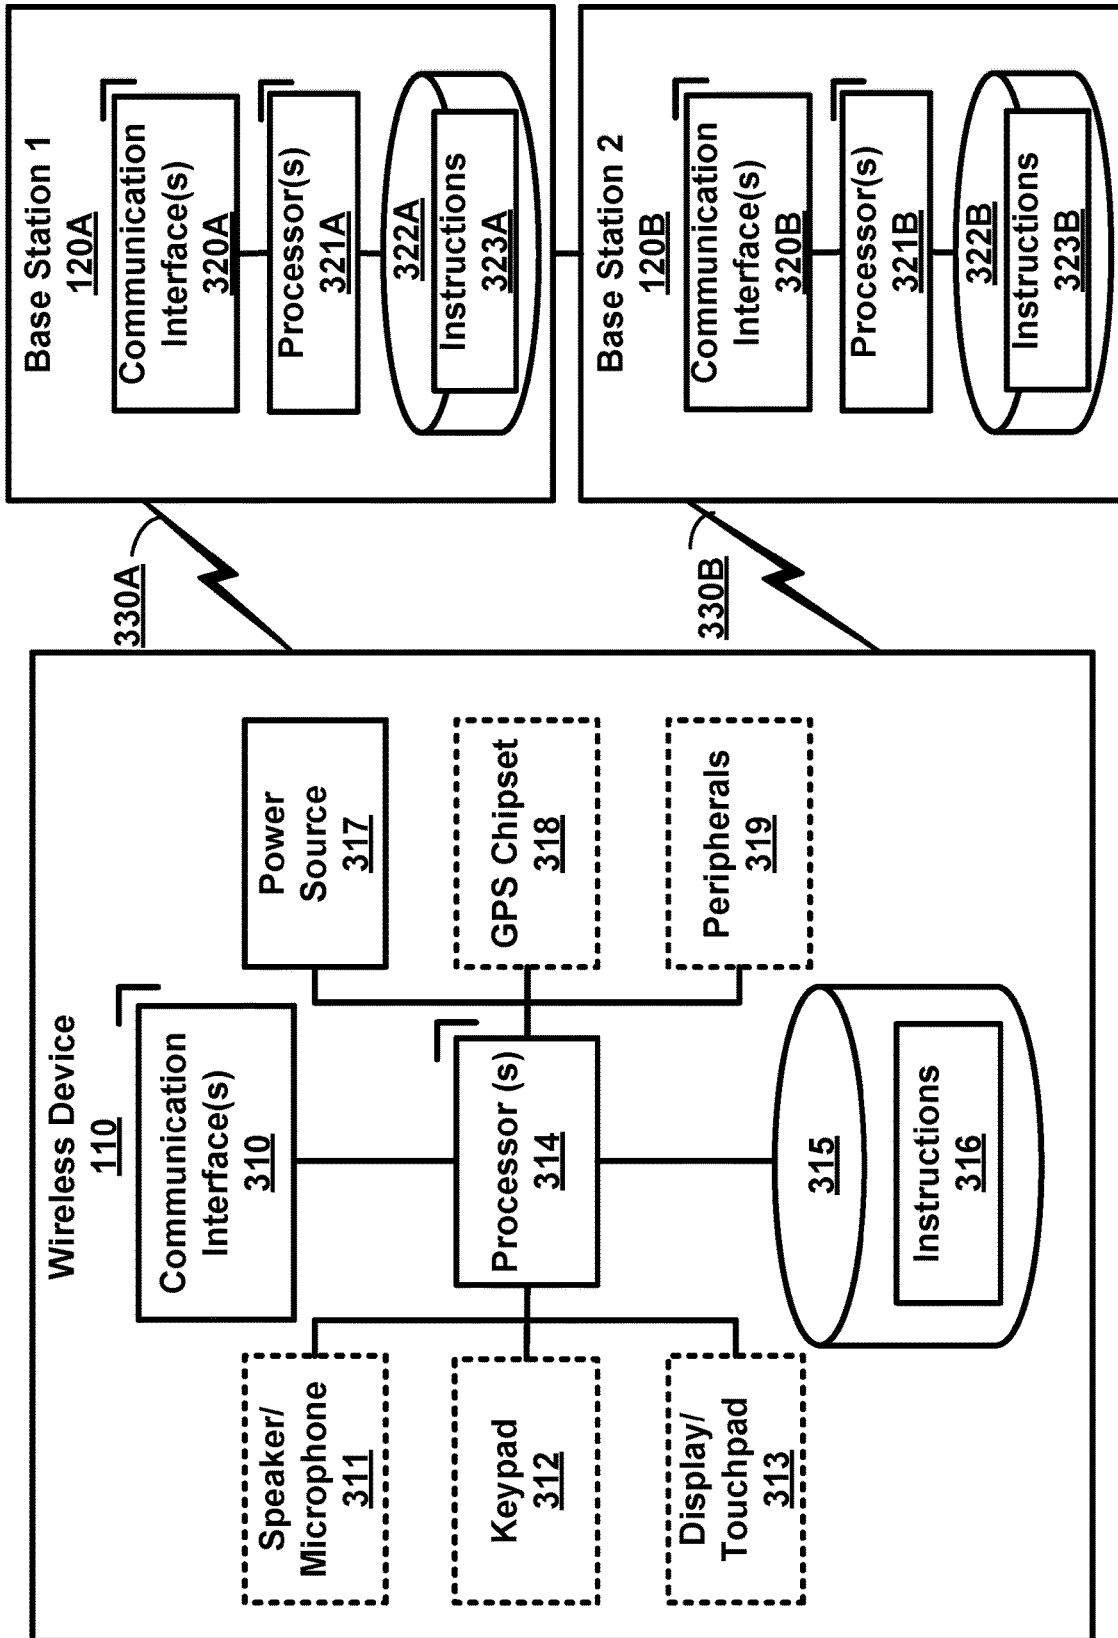 Wireless Device
110
Communication
Interface(s)
310
Speaker/
Microphone
311
Keypad
312
Display/
Touchpad
313
Processor (s)
314
315
Instructions
316
Power
Source
317
GPS Chipset
318
Peripherals
319
330A
330B
Base Station 1
120A
Communication
Interface(s)
320A
Processor(s)
321A
322A
Instructions
323A
Base Station 2
120B
Communication
Interface(s)
320B
Processor(s)
321B
322B
Instructions
323B